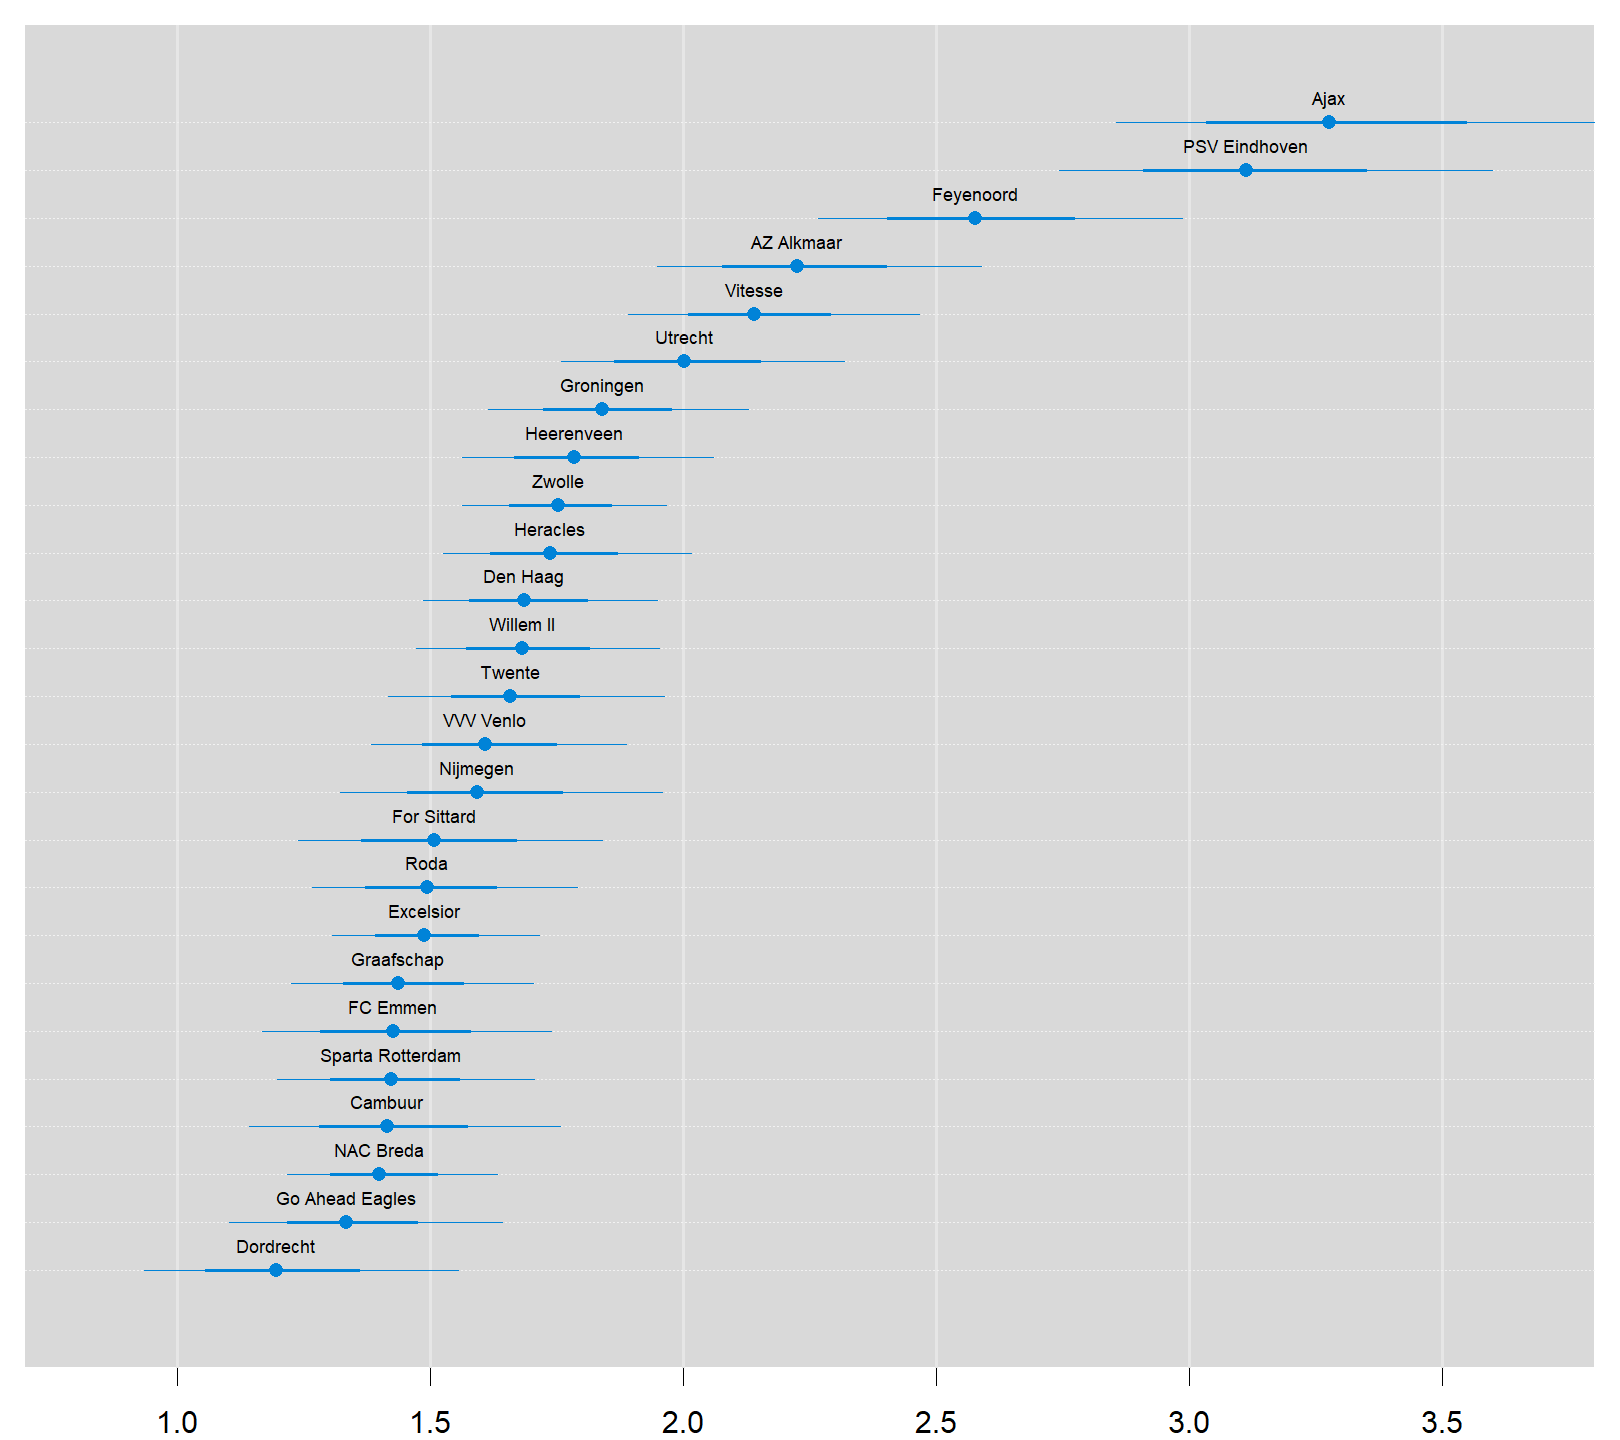 Ajax
PSV Eindhoven
Feyenoord
AZ Alkmaar
Vitesse
Utrecht
Groningen
Heerenveen
Zwolle
Heracles
Den Haag
Willem II
Twente
VVV Venlo
Nijmegen
For Sittard
Roda
Excelsior
Graafschap
FC Emmen
Sparta Rotterdam
Cambuur
NAC Breda
Go Ahead Eagles
Dordrecht
1.0 1.5 2.0 2.5 3.0 3.5